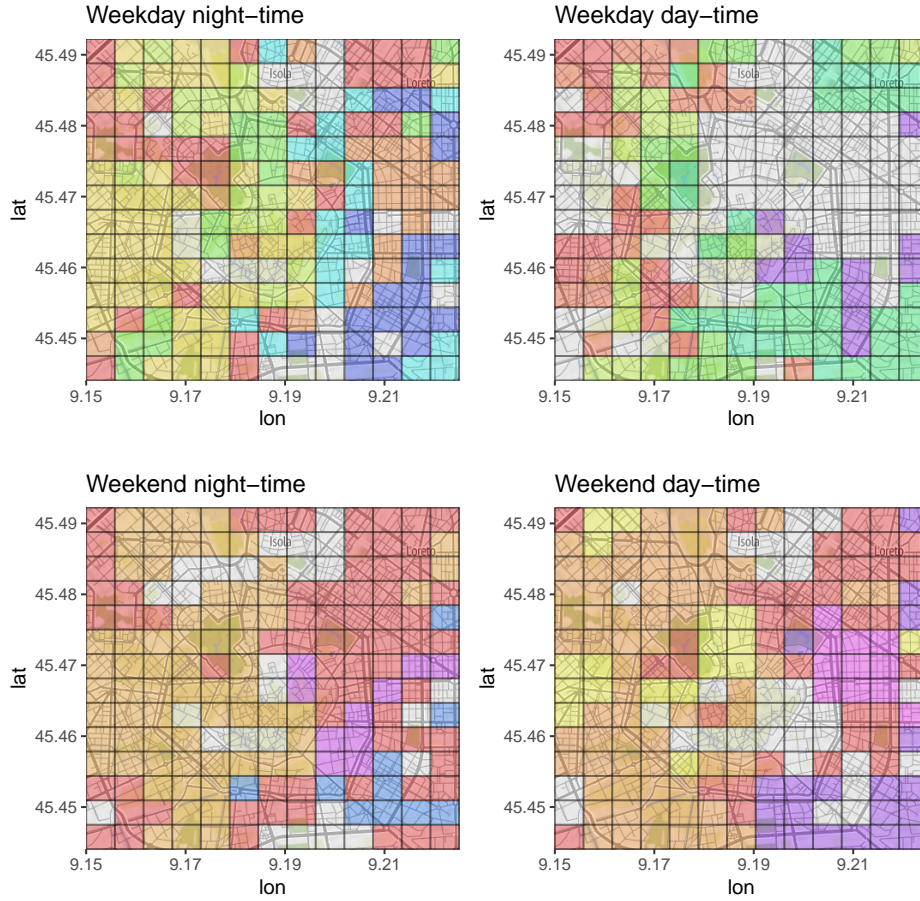 Weekday night−time
Weekday day−time
45.49
45.48
45.47
45.46
45.45
lat
Isola
Loreto
9.15
9.17
9.19
9.21
lon
45.49
45.48
45.47
45.46
45.45
lat
Isola
Loreto
9.15
9.17
9.19
9.21
lon
Weekend night−time
Weekend day−time
45.49
45.48
45.47
45.46
45.45
lat
Isola
Loreto
9.15
9.17
9.19
9.21
lon
45.49
45.48
45.47
45.46
45.45
lat
Isola
Loreto
9.15
9.17
9.19
9.21
lon